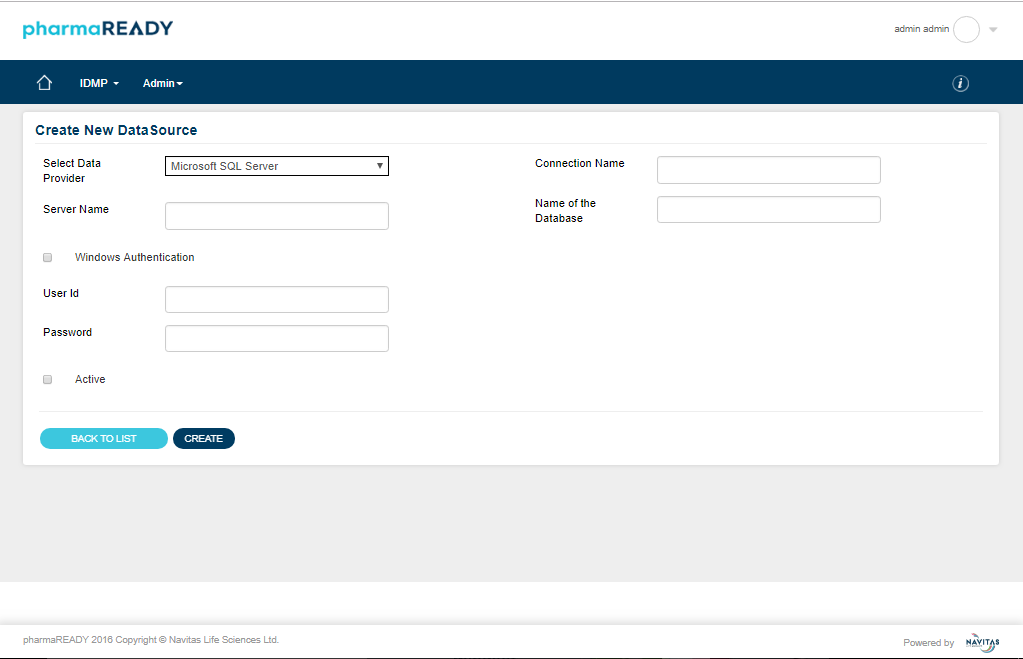 pharmaREADY
admin admin
IDMP
Admin
i
Create New DataSource
Select Data
Provider
Microsoft SQL Server
Connection Name
Server Name
Name of the
Database
Windows Authentication
User Id
Password
Active
BACK TO LIST
CREATE
pharmaREADY 2016 Copyright © Navitas Life Sciences Ltd.
Powered by
NAVITAS